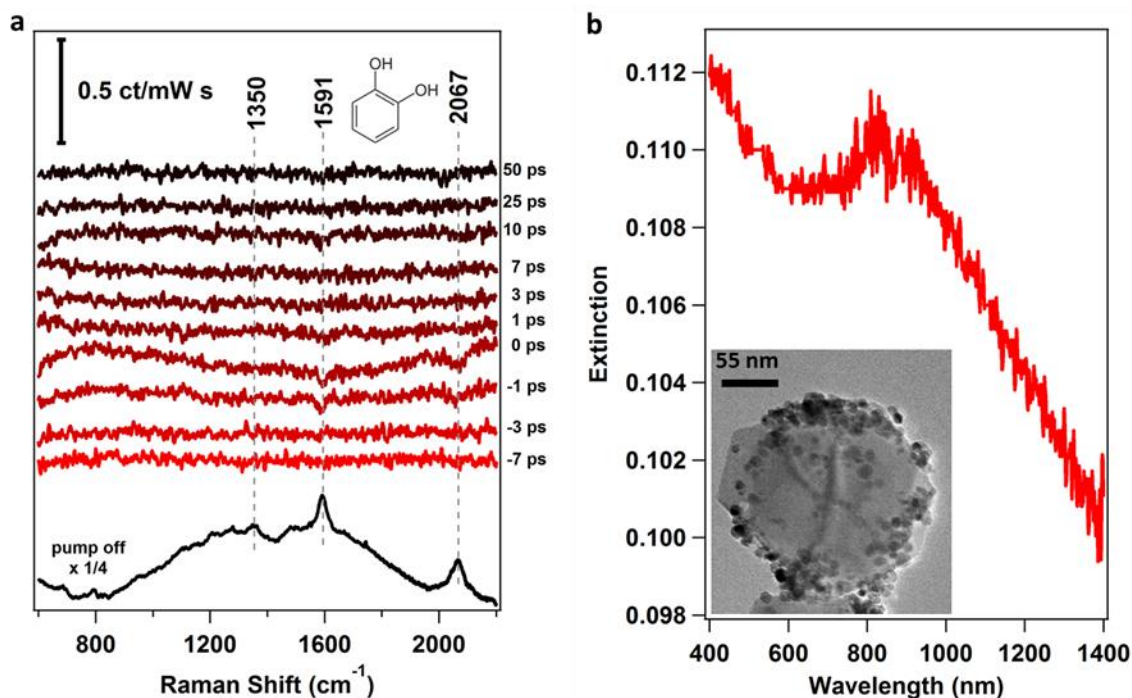 a
0.5 ct/mW s
1350
1591
2067
OH
OH
50 ps
25 ps
10 ps
7 ps
3 ps
1 ps
0 ps
-1 ps
-3 ps
-7 ps
pump off
x 1/4
800
1200
1600
2000
Raman Shift (cm⁻¹)
b
0.112
0.110
0.108
0.106
0.104
0.102
0.100
0.098
Extinction
55 nm
400
600
800
1000
1200
1400
Wavelength (nm)